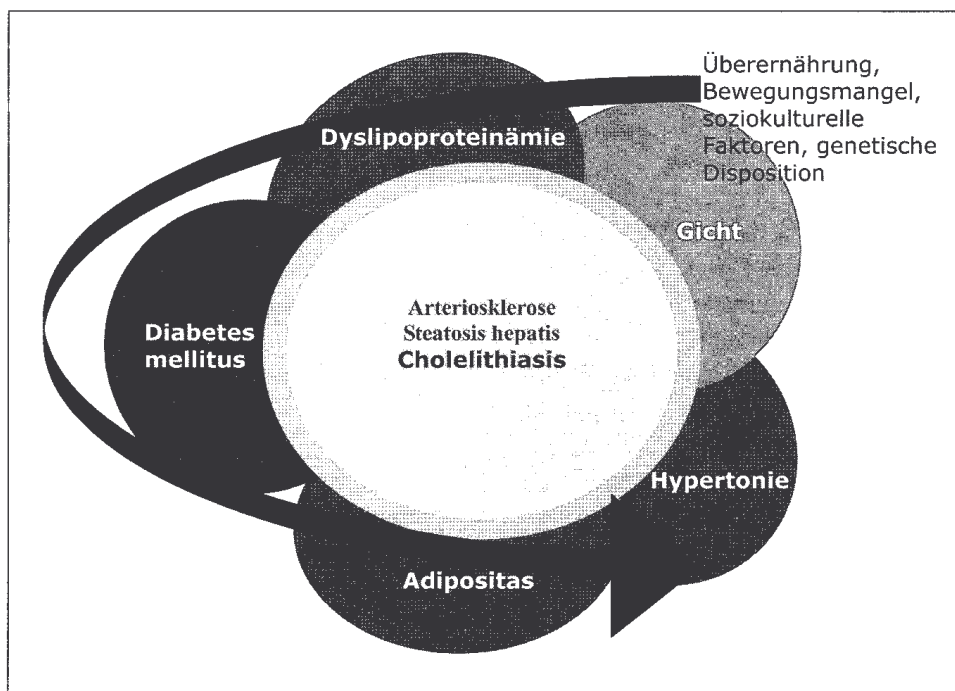 Überernährung,
Bewegungsmangel,
soziokulturelle
Faktoren, genetische
Disposition
Dyslipoproteinämie
Gicht
Arteriosklerose
Steatosis hepatis
Cholelithiasis
Diabetes
mellitus
Hypertonie
Adipositas